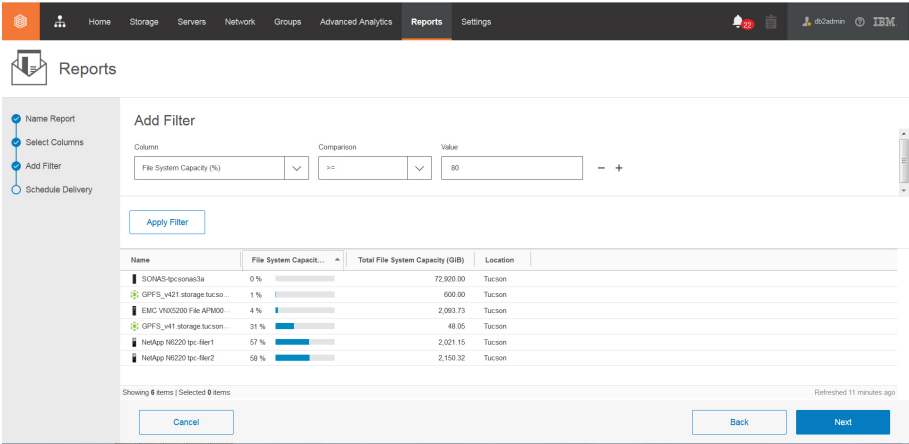 Home Storage Servers Network Groups Advanced Analytics Reports Settings 22 db2admin IBM
Reports
Name Report
Select Columns
Add Filter
Schedule Delivery
Add Filter
Column Comparison Value
File System Capacity (%) >= 80
Apply Filter
Name File System Capacit... Total File System Capacity (GiB) Location
SONAS-tpcsonas3a 0 % 72,920.00 Tucson
GPFS_v421.storage.tucso... 1 % 600.00 Tucson
EMC VNX5200 File APM00... 4 % 2,093.73 Tucson
GPFS_v41.storage.tucson... 31 % 48.05 Tucson
NetApp N6220 tpc-filer1 57 % 2,021.15 Tucson
NetApp N6220 tpc-filer2 58 % 2,150.32 Tucson
Showing 6 items | Selected 0 items Refreshed 11 minutes ago
Cancel Back Next